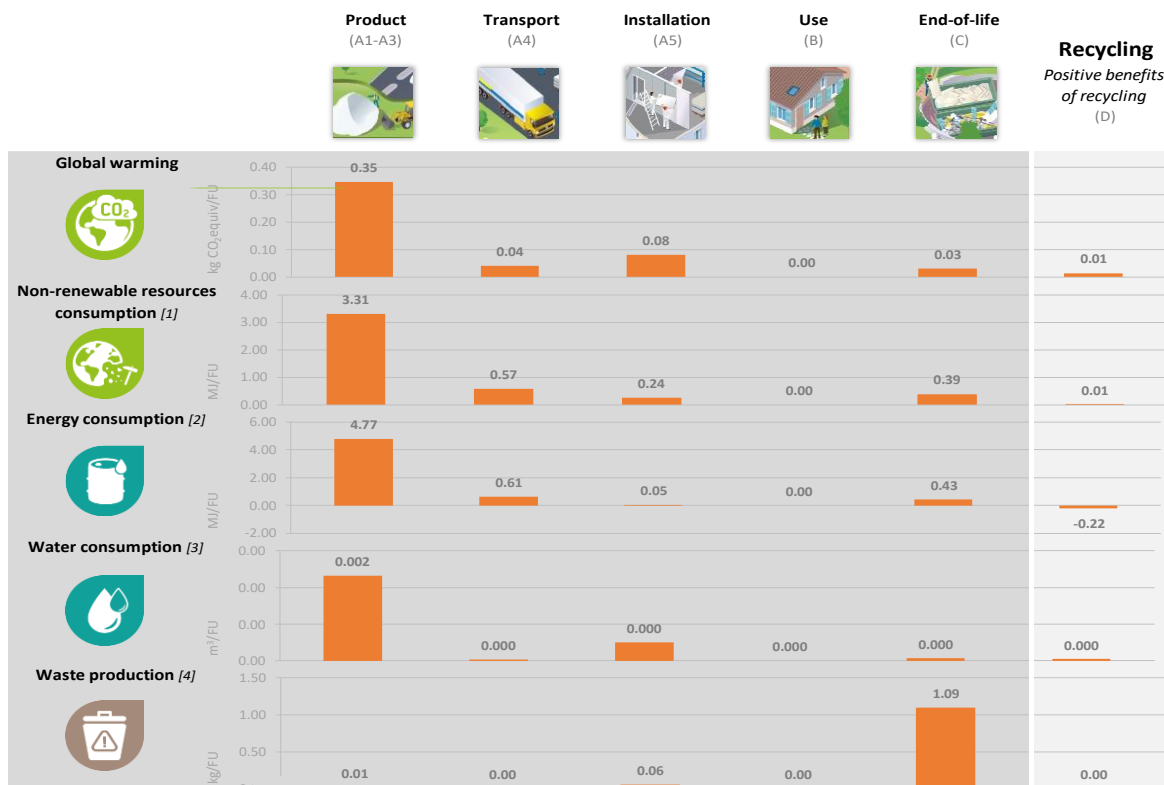 Product
(A1-A3)
Transport
(A4)
Installation
(A5)
Use
(B)
End-of-life
(C)
Recycling
Positive benefits
of recycling
(D)
Global warming
CO₂
kg CO₂equiv/FU
0.40
0.30
0.20
0.10
0.00
0.35
0.04
0.08
0.00
0.03
0.01
Non-renewable resources
consumption [1]
MJ/FU
4.00
3.00
2.00
1.00
0.00
3.31
0.57
0.24
0.00
0.39
0.01
Energy consumption [2]
MJ/FU
6.00
4.00
2.00
0.00
-2.00
4.77
0.61
0.05
0.00
0.43
-0.22
Water consumption [3]
m³/FU
0.00
0.00
0.00
0.00
0.002
0.000
0.000
0.000
0.000
0.000
Waste production [4]
kg/FU
1.50
1.00
0.50
0.01
0.00
0.06
0.00
1.09
0.00